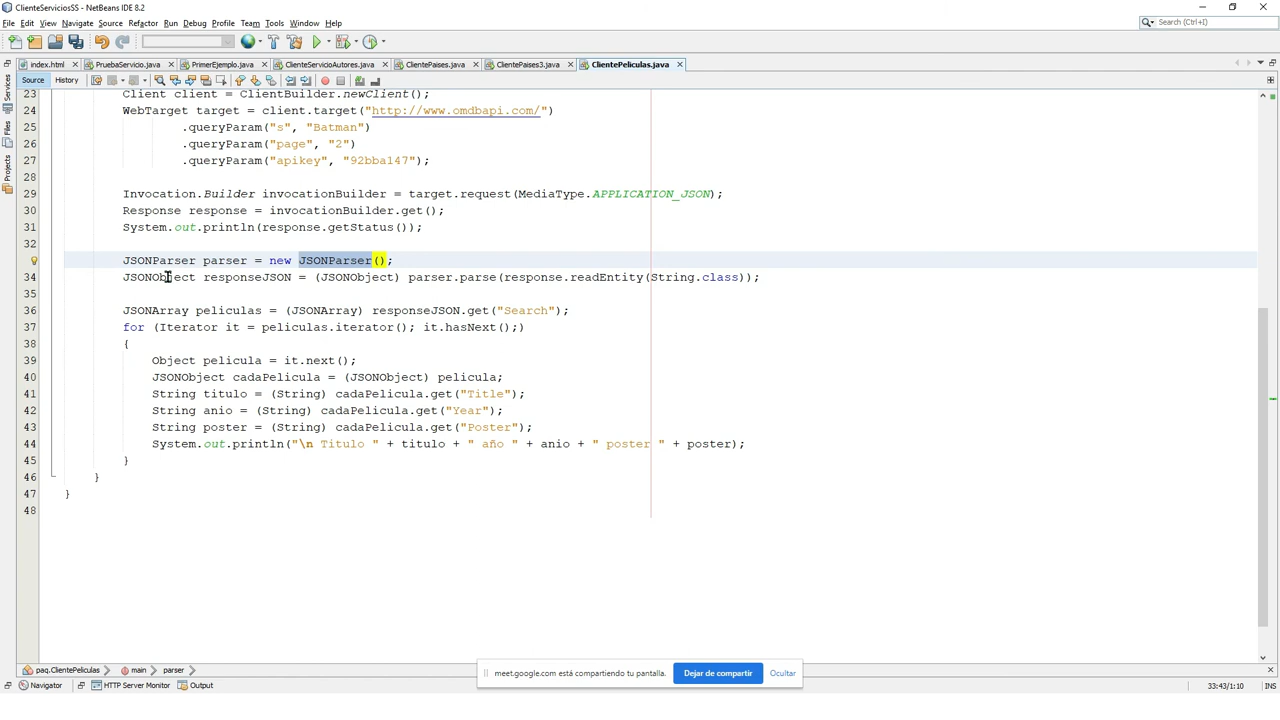 ClienteServiciosSS - NetBeans IDE 8.2
File Edit View Navigate Source Refactor Run Debug Profile Team Tools Window Help
Search (Ctrl+I)
index.html PruebaServicio.java PrimerEjemplo.java ClienteServicioAutores.java ClientePaises.java ClientePaises3.java ClientePeliculas.java
Source History
Services
Files
Projects
23 Client client = ClientBuilder.newClient();
24 WebTarget target = client.target("http://www.omdbapi.com/")
25 .queryParam("s", "Batman")
26 .queryParam("page", "2")
27 .queryParam("apikey", "92bba147");
28
29 Invocation.Builder invocationBuilder = target.request(MediaType.APPLICATION_JSON);
30 Response response = invocationBuilder.get();
31 System.out.println(response.getStatus());
32
JSONParser parser = new JSONParser();
34 JSONObject responseJSON = (JSONObject) parser.parse(response.readEntity(String.class));
35
36 JSONArray peliculas = (JSONArray) responseJSON.get("Search");
37 for (Iterator it = peliculas.iterator(); it.hasNext();)
38 {
39 Object pelicula = it.next();
40 JSONObject cadaPelicula = (JSONObject) pelicula;
41 String titulo = (String) cadaPelicula.get("Title");
42 String anio = (String) cadaPelicula.get("Year");
43 String poster = (String) cadaPelicula.get("Poster");
44 System.out.println("\n Titulo " + titulo + " año " + anio + " poster " + poster);
45 }
46 }
47 }
48
paq.ClientePeliculas main parser
meet.google.com está compartiendo tu pantalla. Dejar de compartir Ocultar
Navigator HTTP Server Monitor Output 33:43/1:10 INS